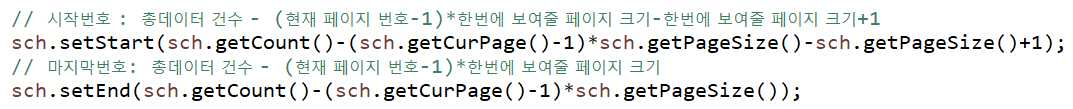 // 시작번호 : 총데이터 건수 - (현재 페이지 번호-1)*한번에 보여줄 페이지 크기-한번에 보여줄 페이지 크기+1
sch.setStart(sch.getCount()-(sch.getCurPage()-1)*sch.getPageSize()-sch.getPageSize()+1);
// 마지막번호: 총데이터 건수 - (현재 페이지 번호-1)*한번에 보여줄 페이지 크기
sch.setEnd(sch.getCount()-(sch.getCurPage()-1)*sch.getPageSize());